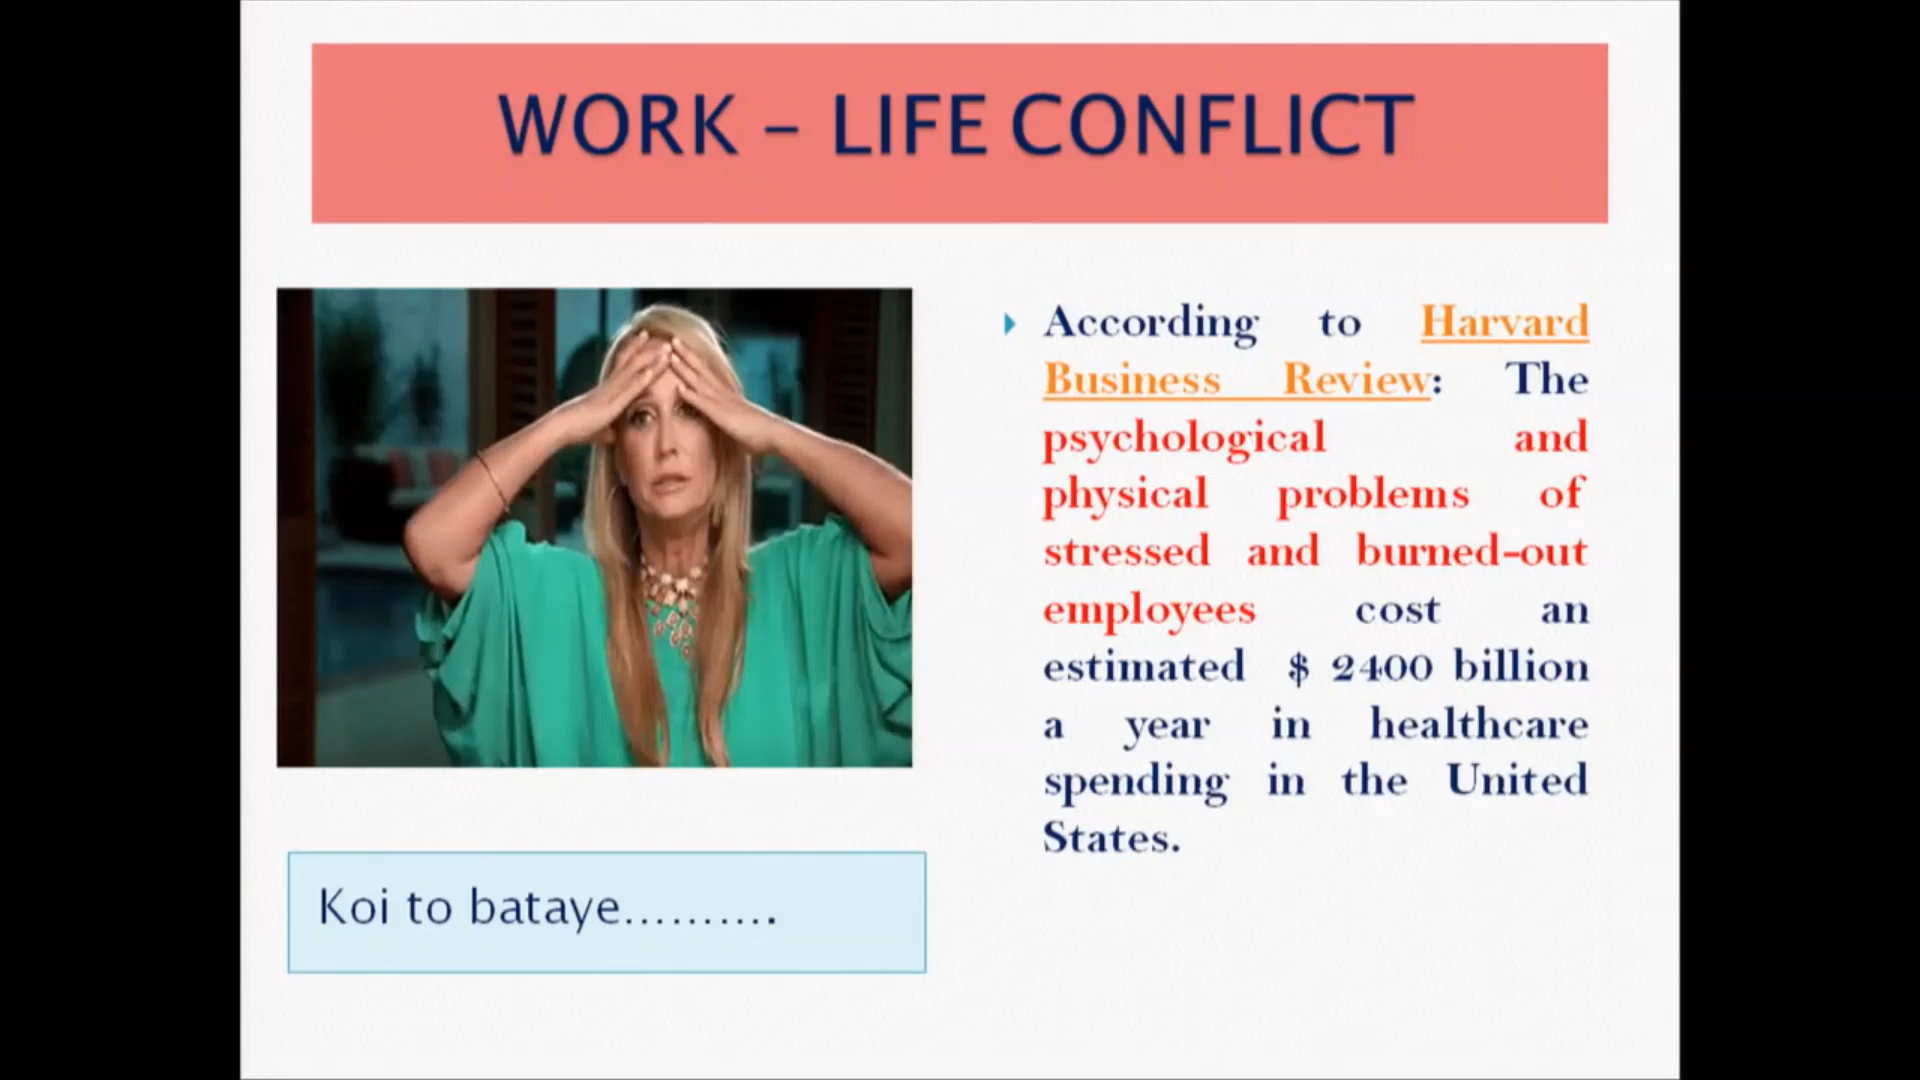 WORK – LIFE CONFLICT
According to Harvard
Business Review: The
psychological and
physical problems of
stressed and burned-out
employees cost an
estimated $ 2400 billion
a year in healthcare
spending in the United
States.
Koi to bataye……….